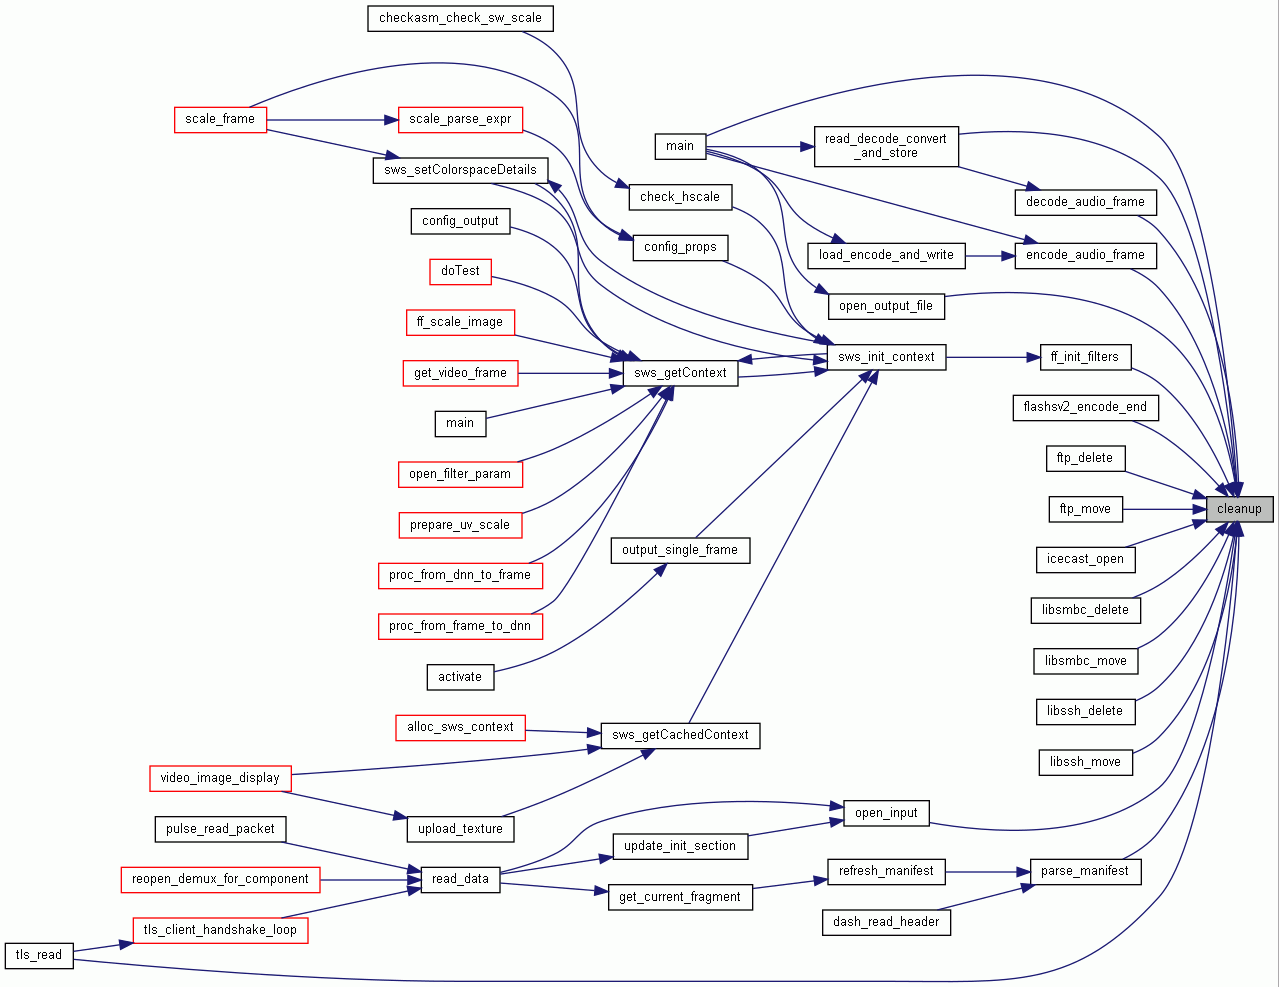 checkasm_check_sw_scale
scale_frame
scale_parse_expr
main
read_decode_convert
_and_store
sws_setColorspaceDetails
check_hscale
decode_audio_frame
config_output
config_props
load_encode_and_write
encode_audio_frame
doTest
open_output_file
ff_scale_image
sws_init_context
ff_init_filters
get_video_frame
sws_getContext
flashsv2_encode_end
main
ftp_delete
open_filter_param
cleanup
ftp_move
prepare_uv_scale
output_single_frame
icecast_open
proc_from_dnn_to_frame
libsmbc_delete
proc_from_frame_to_dnn
libsmbc_move
activate
libssh_delete
alloc_sws_context
sws_getCachedContext
libssh_move
video_image_display
open_input
pulse_read_packet
upload_texture
update_init_section
reopen_demux_for_component
read_data
refresh_manifest
parse_manifest
get_current_fragment
tls_client_handshake_loop
dash_read_header
tls_read